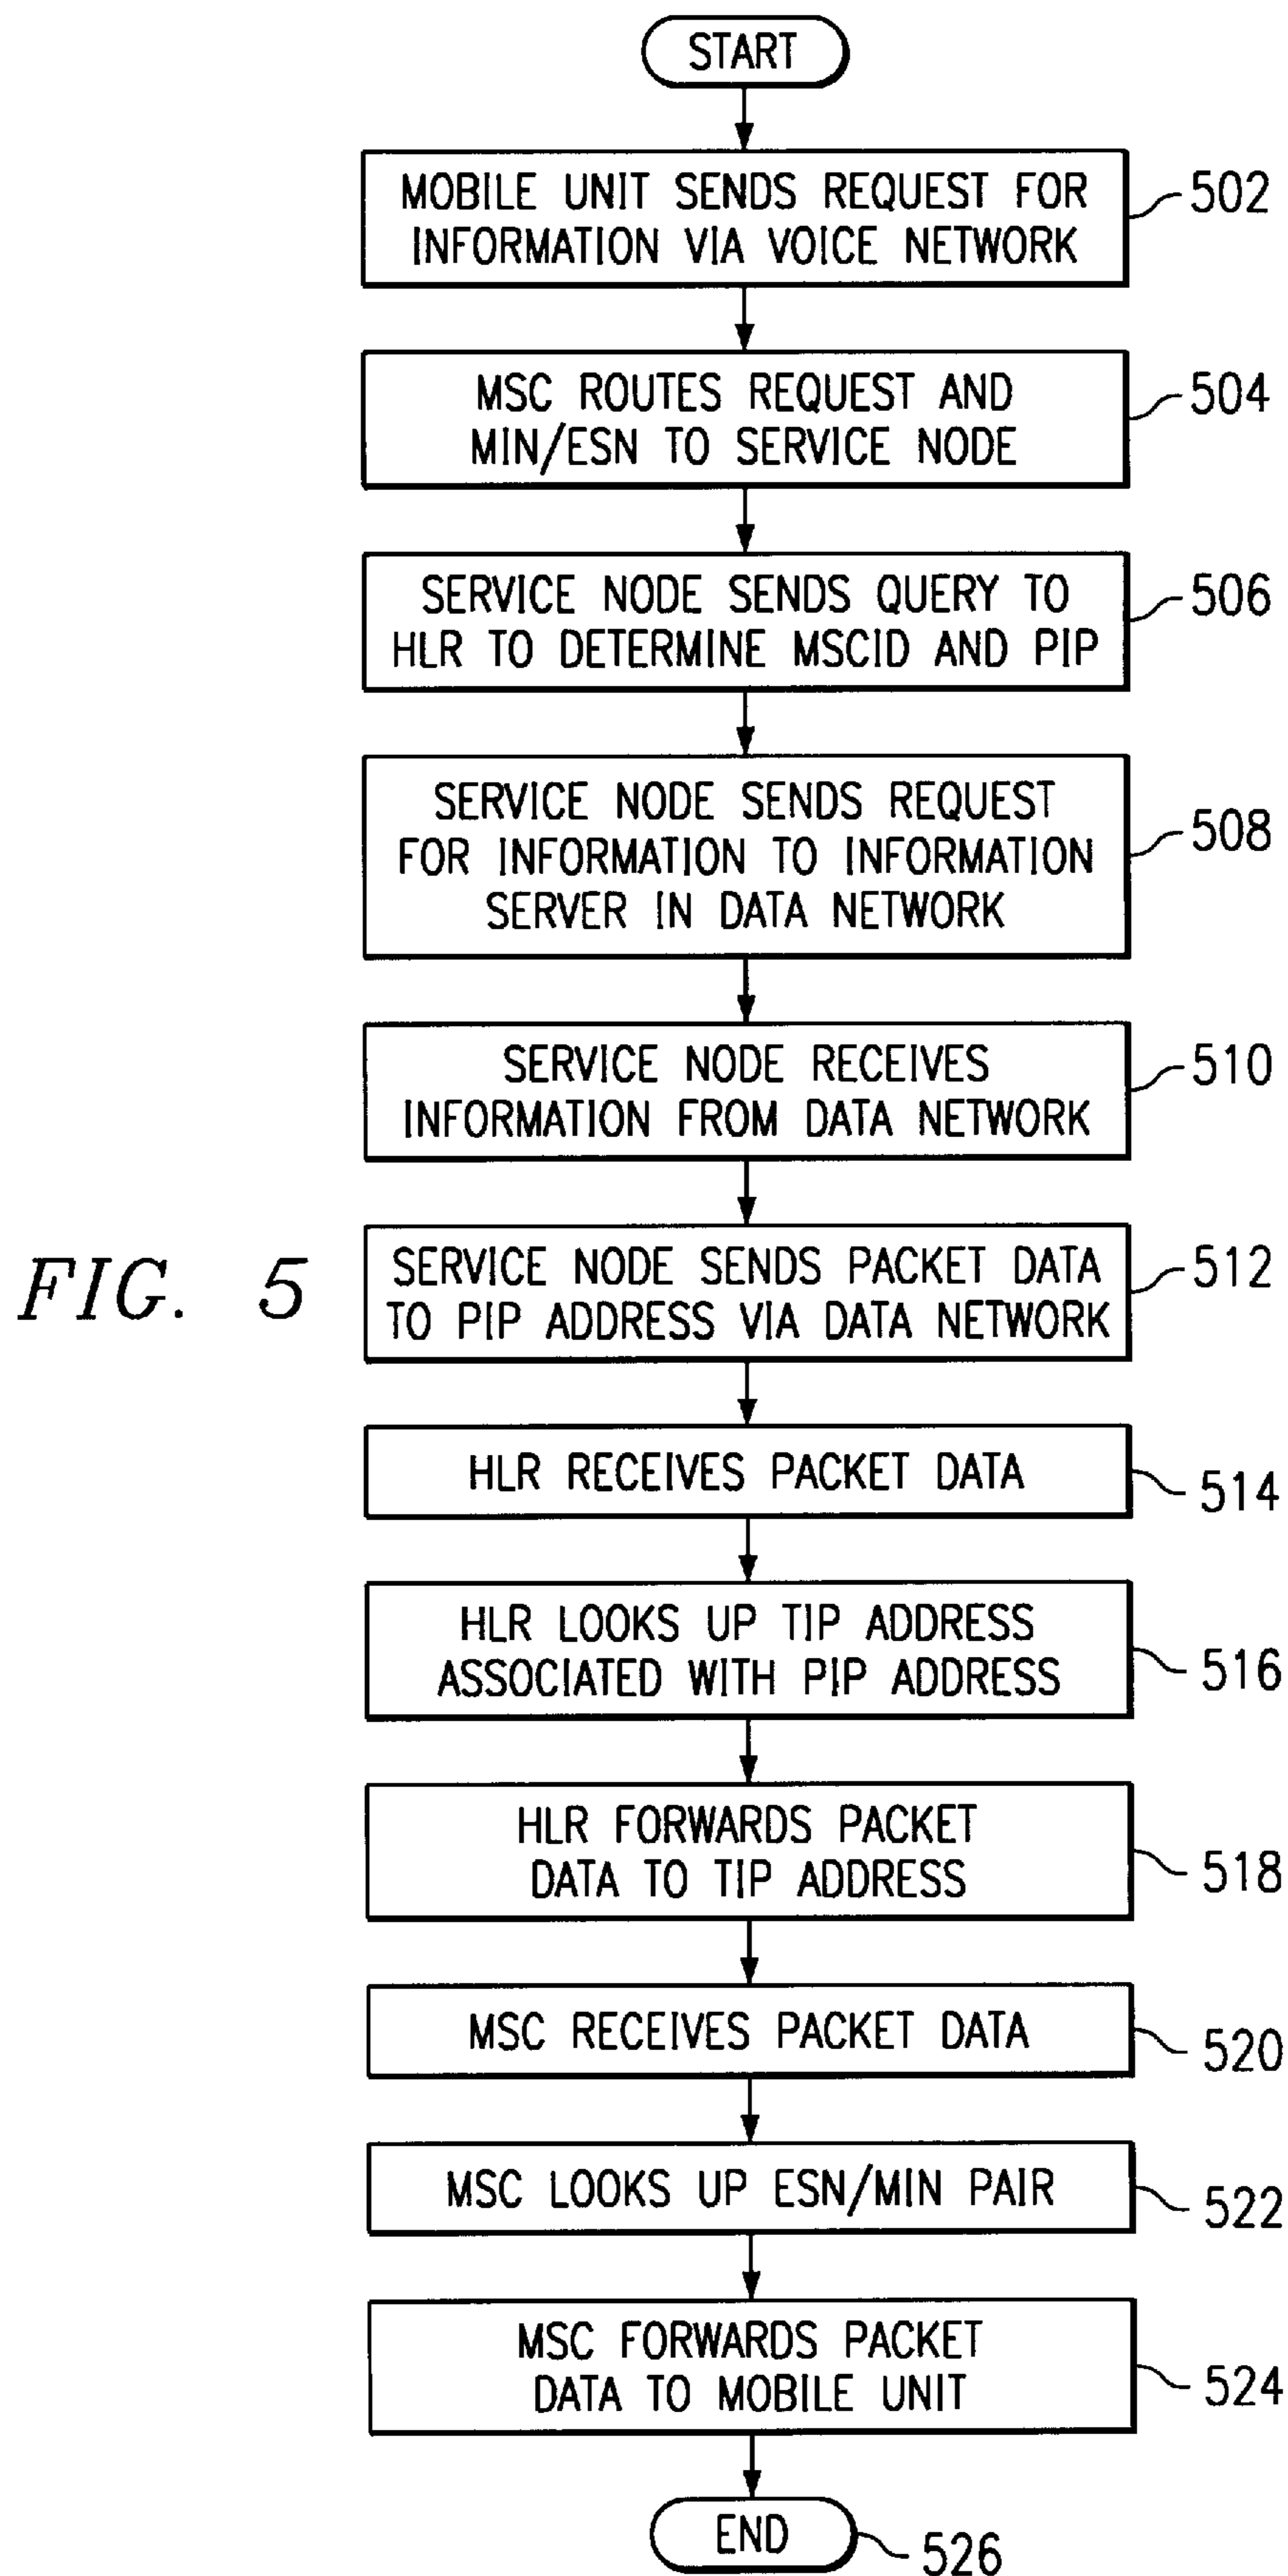 START
MOBILE UNIT SENDS REQUEST FOR
INFORMATION VIA VOICE NETWORK
502
MSC ROUTES REQUEST AND
MIN/ESN TO SERVICE NODE
504
SERVICE NODE SENDS QUERY TO
HLR TO DETERMINE MSCID AND PIP
506
SERVICE NODE SENDS REQUEST
FOR INFORMATION TO INFORMATION
SERVER IN DATA NETWORK
508
SERVICE NODE RECEIVES
INFORMATION FROM DATA NETWORK
510
FIG. 5
SERVICE NODE SENDS PACKET DATA
TO PIP ADDRESS VIA DATA NETWORK
512
HLR RECEIVES PACKET DATA
514
HLR LOOKS UP TIP ADDRESS
ASSOCIATED WITH PIP ADDRESS
516
HLR FORWARDS PACKET
DATA TO TIP ADDRESS
518
MSC RECEIVES PACKET DATA
520
MSC LOOKS UP ESN/MIN PAIR
522
MSC FORWARDS PACKET
DATA TO MOBILE UNIT
524
END
526